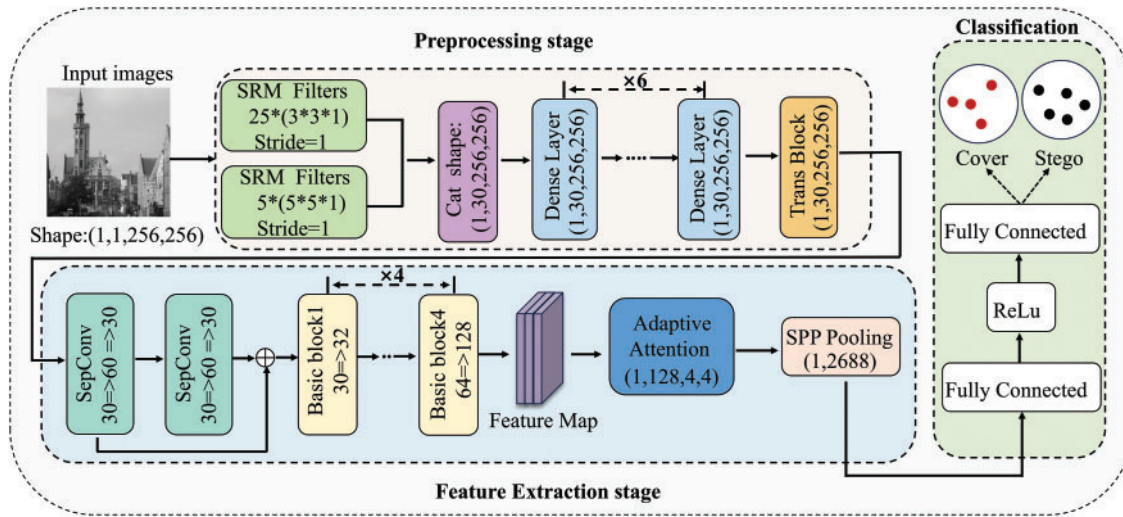 Preprocessing stage
Classification
Input images
Shape:(1,1,256,256)
SRM Filters
25*(3*3*1)
Stride=1
SRM Filters
5*(5*5*1)
Stride=1
Cat shape:
(1,30,256,256)
×6
Dense Layer
(1,30,256,256)
Dense Layer
(1,30,256,256)
Trans Block
(1,30,256,256)
SepConv
30=>60 =>30
SepConv
30=>60 =>30
×4
Basic block1
30=>32
Basic block4
64=>128
Feature Map
Adaptive
Attention
(1,128,4,4)
SPP Pooling
(1,2688)
Feature Extraction stage
Cover
Stego
Fully Connected
ReLu
Fully Connected